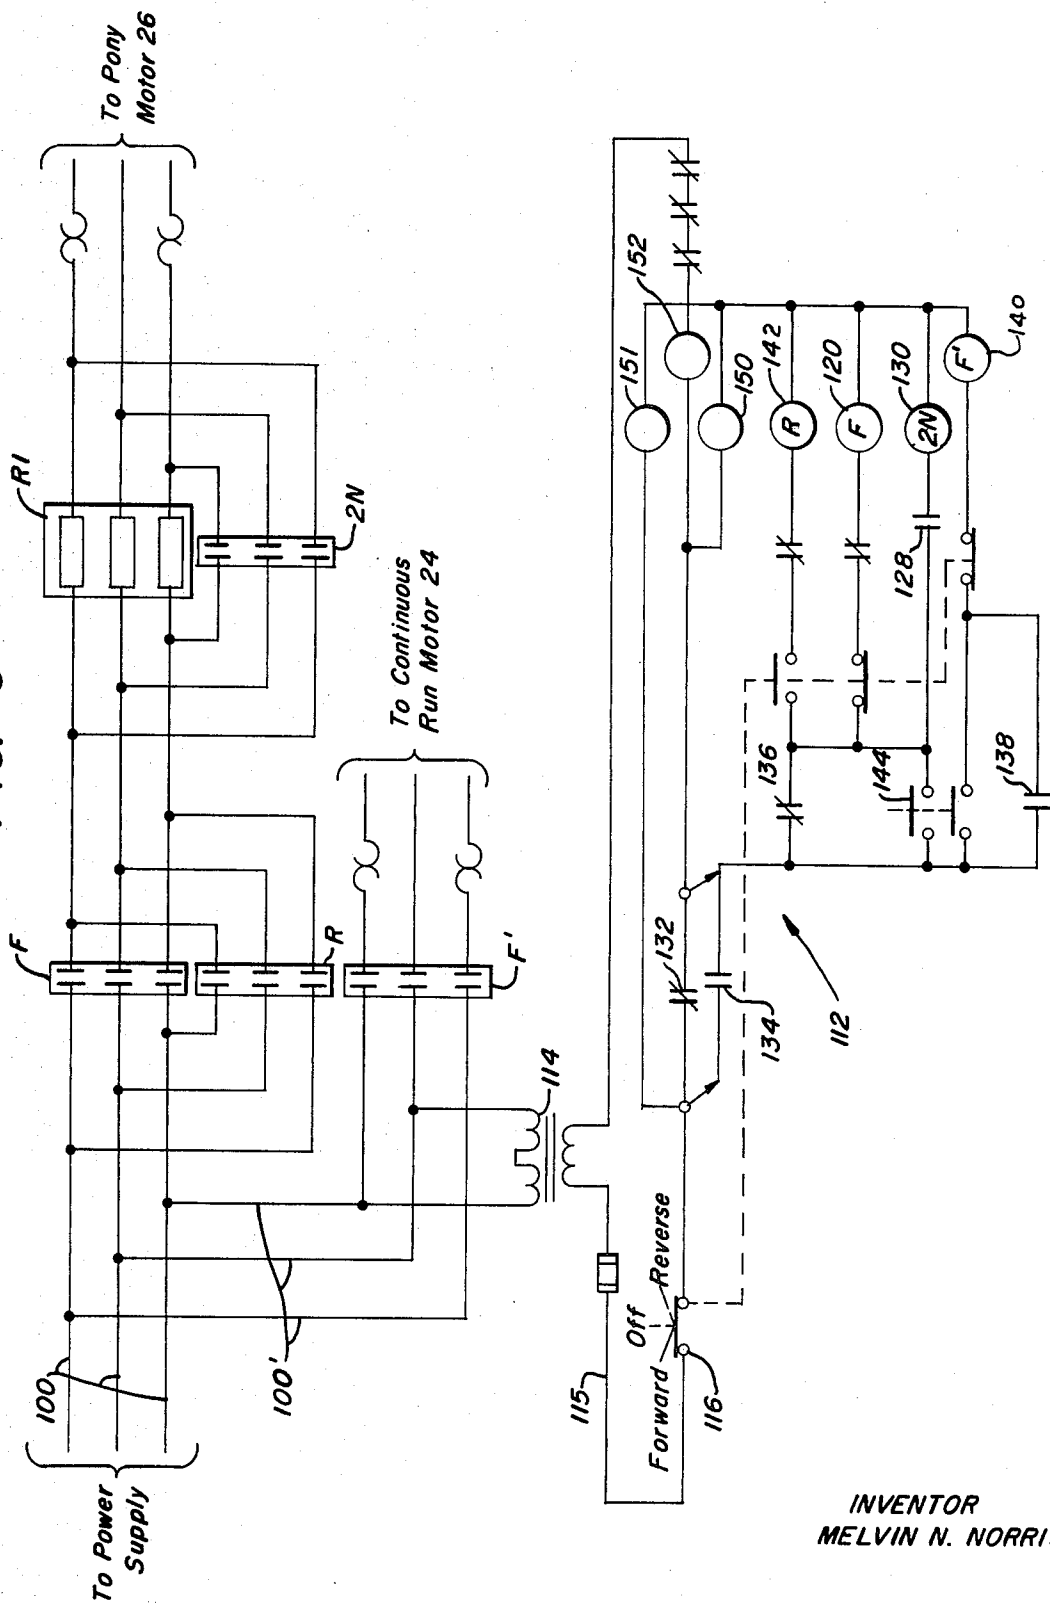 To Pony
Motor 26
R1
2N
To Continuous
Run Motor 24
F
R
F'
114
100
100'
To Power
Supply
115
Off
Forward
Reverse
116
132
134
112
151
152
150
142
R
120
F
130
2N
140
F'
128
136
144
138
INVENTOR
MELVIN N. NORRI